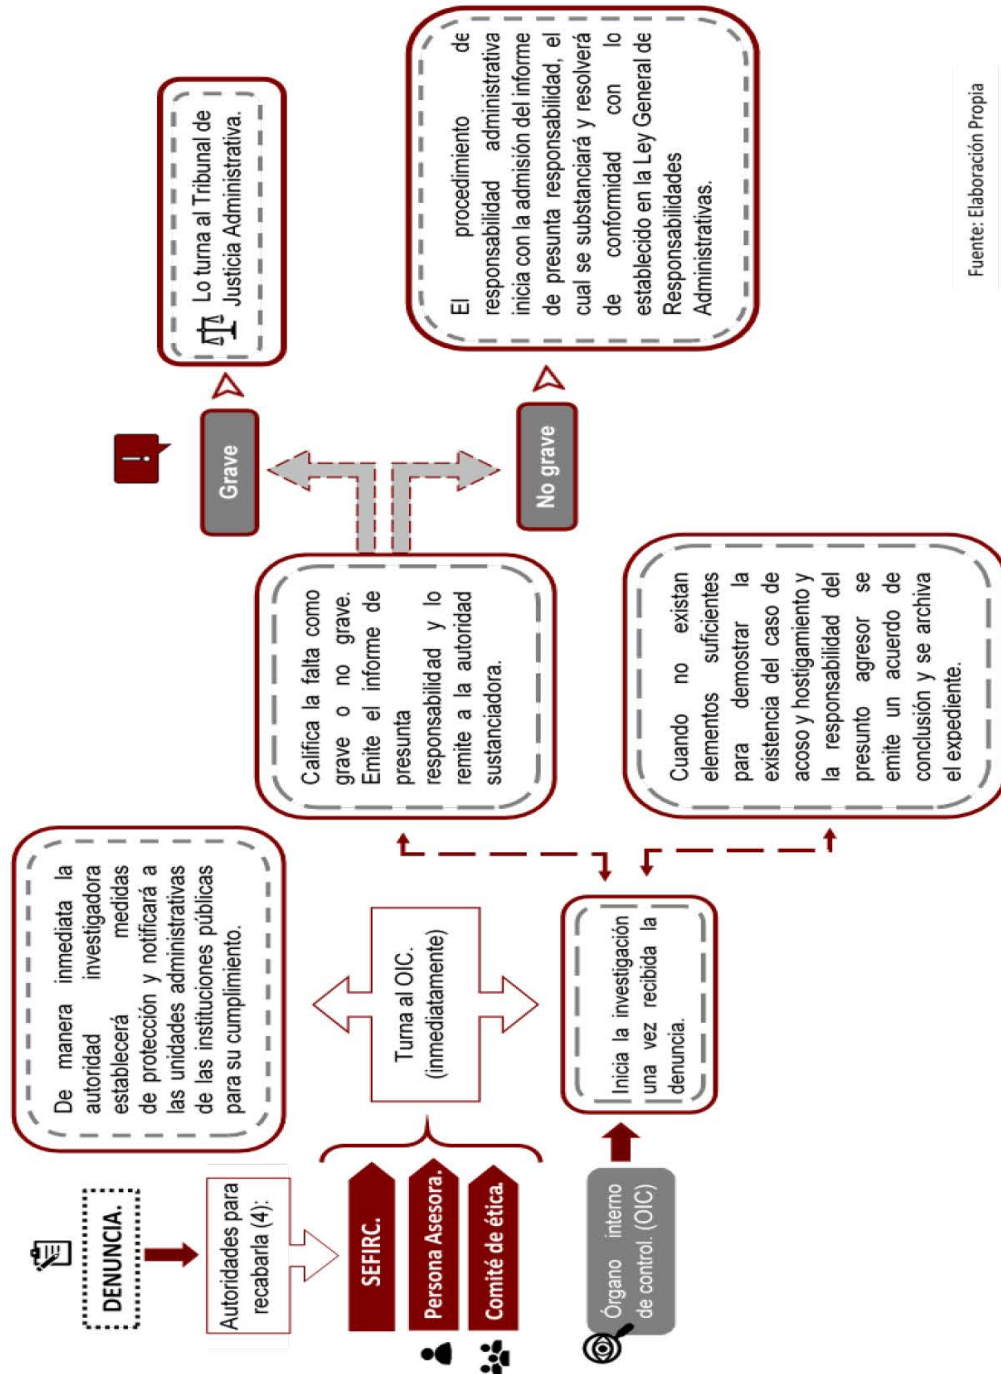 DENUNCIA.
Autoridades para
recabarla (4):
SEFIRC.
Persona Asesora.
Comité de ética.
Órgano interno
de control. (OIC)
De manera inmediata la
autoridad investigadora
establecerá medidas
de protección y notificará a
las unidades administrativas
de las instituciones públicas
para su cumplimiento.
Turna al OIC.
(inmediatamente)
Inicia la investigación
una vez recibida la
denuncia.
Califica la falta como
grave o no grave.
Emite el informe de
presunta
responsabilidad y lo
remite a la autoridad
sustanciadora.
Cuando no existan
elementos suficientes
para demostrar la
existencia del caso de
acoso y hostigamiento y
la responsabilidad del
presunto agresor se
emite un acuerdo de
conclusión y se archiva
el expediente.
!
Grave
No grave
Lo turna al Tribunal de
Justicia Administrativa.
El procedimiento de
responsabilidad administrativa
inicia con la admisión del informe
de presunta responsabilidad, el
cual se substanciará y resolverá
de conformidad con lo
establecido en la Ley General de
Responsabilidades
Administrativas.
Fuente: Elaboración Propia